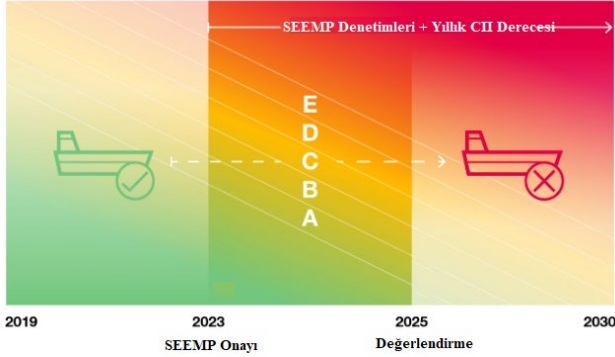 SEEMP Denetimleri + Yıllık CII Derecesi
E
D
C
B
A
2019 2023 2025 2030
SEEMP Onayı Değerlendirme